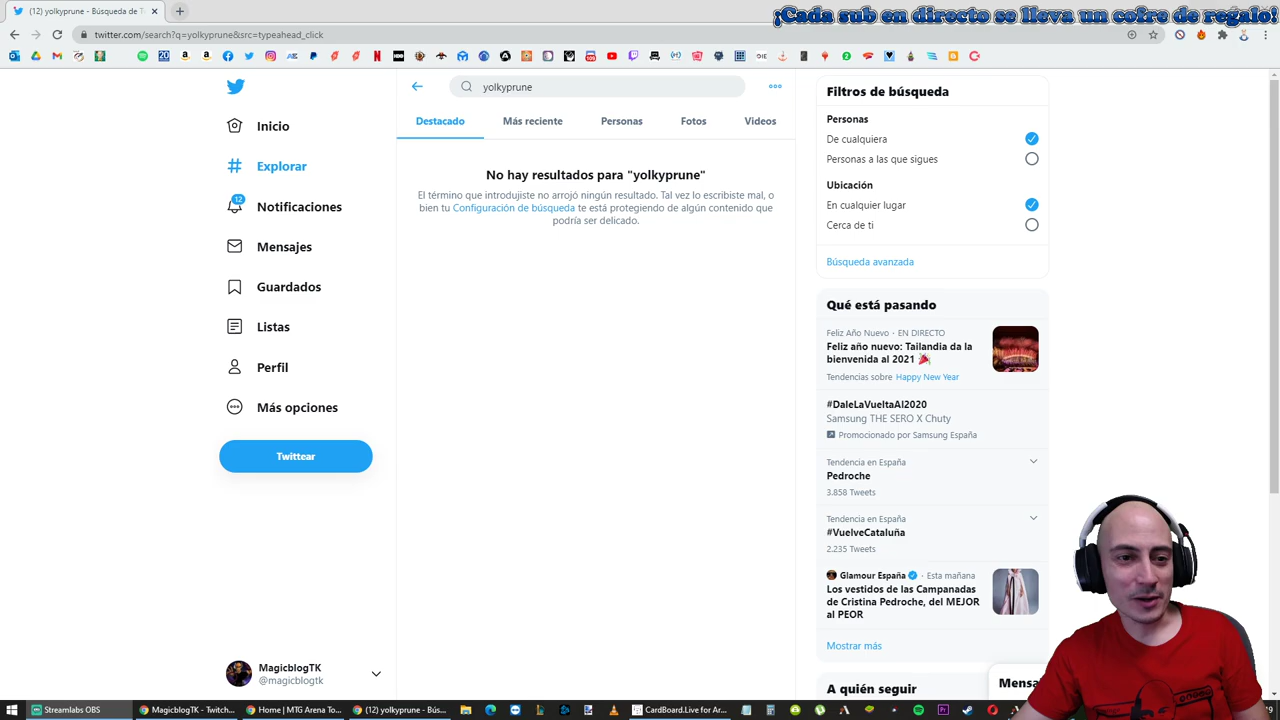 (12) yolkyprune - Búsqueda de T
¡Cada sub en directo se lleva un cofre de regalo!
twitter.com/search?q=yolkyprune&src=typeahead_click
yolkyprune
Destacado
Más reciente
Personas
Fotos
Videos
Inicio
Explorar
12
Notificaciones
Mensajes
Guardados
Listas
Perfil
Más opciones
Twittear
MagicblogTK
@magicblogtk
No hay resultados para "yolkyprune"
El término que introdujiste no arrojó ningún resultado. Tal vez lo escribiste mal, o
bien tu Configuración de búsqueda te está protegiendo de algún contenido que
podría ser delicado.
Filtros de búsqueda
Personas
De cualquiera
Personas a las que sigues
Ubicación
En cualquier lugar
Cerca de ti
Búsqueda avanzada
Qué está pasando
Feliz Año Nuevo · EN DIRECTO
Feliz año nuevo: Tailandia da la
bienvenida al 2021
Tendencias sobre Happy New Year
#DaleLaVueltaAl2020
Samsung THE SERO X Chuty
Promocionado por Samsung España
Tendencia en España
Pedroche
3.858 Tweets
Tendencia en España
#VuelveCataluña
2.235 Tweets
Glamour España · Esta mañana
Los vestidos de las Campanadas
de Cristina Pedroche, del MEJOR
al PEOR
Mostrar más
A quién seguir
Mensa
Streamlabs OBS
MagicblogTK - Twitch...
Home | MTG Arena To...
(12) yolkyprune - Bús...
CardBoard.Live for Ar...